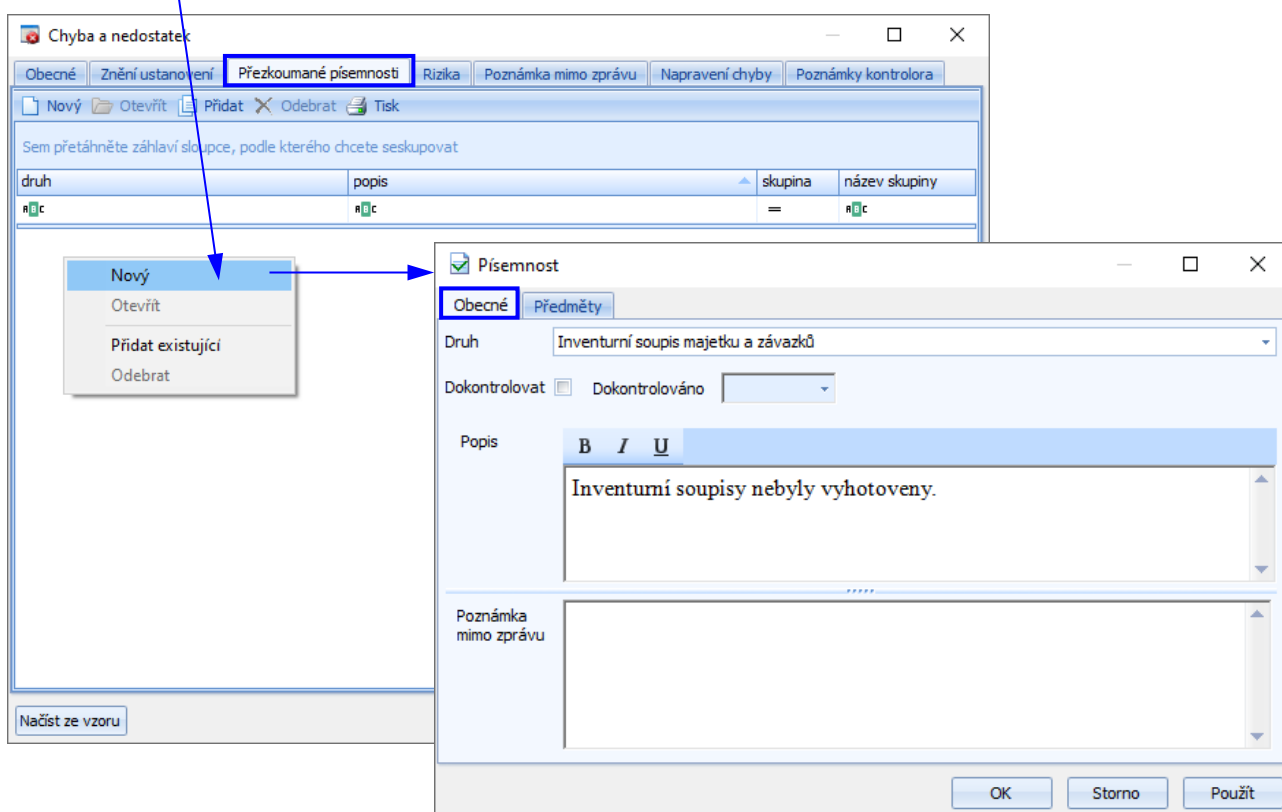 Chyba a nedostatek
Obecné Znění ustanovení Přezkoumané písemnosti Rizika Poznámka mimo zprávu Napravení chyby Poznámky kontrolora
Nový Otevřít Přidat Odebrat Tisk
Sem přetáhněte záhlaví sloupce, podle kterého chcete seskupovat
druh popis skupina název skupiny
ABC ABC = ABC
Nový
Otevřít
Přidat existující
Odebrat
Načíst ze vzoru
Písemnost
Obecné Předměty
Druh Inventurní soupis majetku a závazků
Dokontrolovat Dokontrolováno
Popis B I U
Inventurní soupisy nebyly vyhotoveny.
Poznámka
mimo zprávu
OK Storno Použít